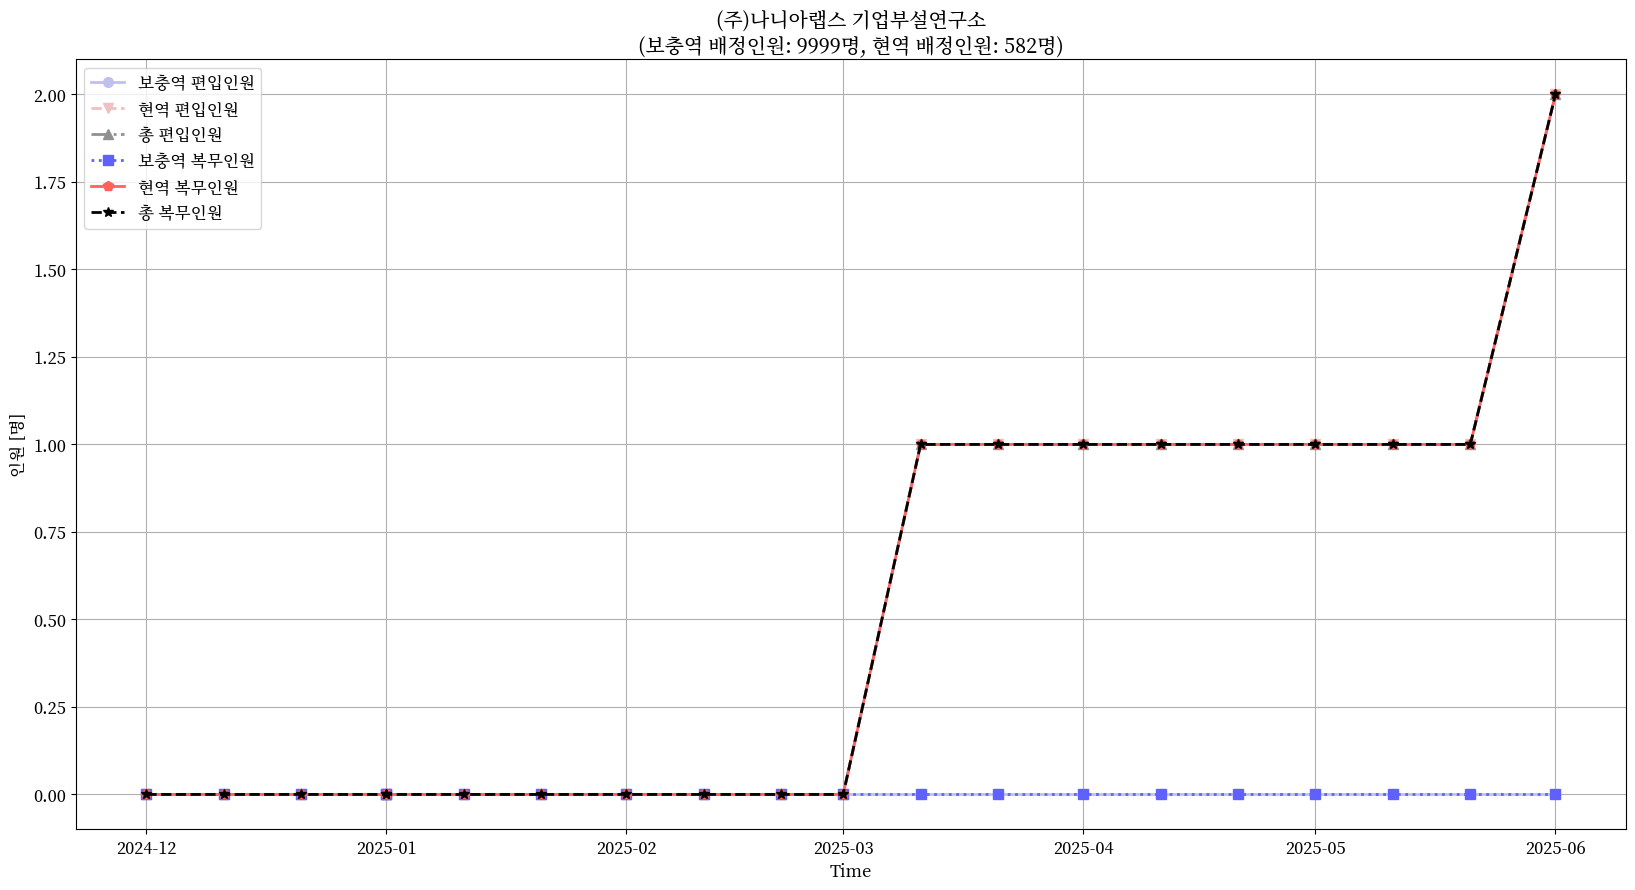 (주)나니아랩스 기업부설연구소
(보충역 배정인원: 9999명, 현역 배정인원: 582명)
보충역 편입인원
현역 편입인원
총 편입인원
보충역 복무인원
현역 복무인원
총 복무인원
2.00
1.75
1.50
1.25
1.00
0.75
0.50
0.25
0.00
인원 [명]
2024-12 2025-01 2025-02 2025-03 2025-04 2025-05 2025-06
Time